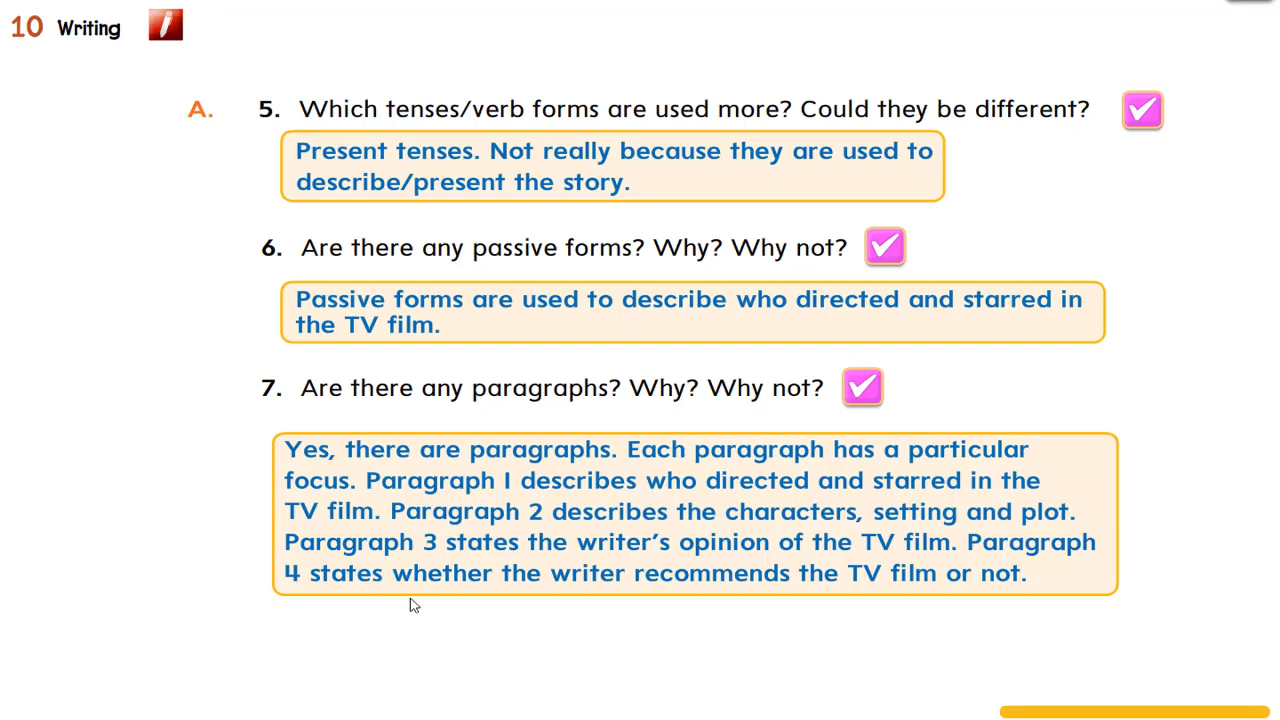 10 Writing
A. 5. Which tenses/verb forms are used more? Could they be different?
Present tenses. Not really because they are used to
describe/present the story.
6. Are there any passive forms? Why? Why not?
Passive forms are used to describe who directed and starred in
the TV film.
7. Are there any paragraphs? Why? Why not?
Yes, there are paragraphs. Each paragraph has a particular
focus. Paragraph 1 describes who directed and starred in the
TV film. Paragraph 2 describes the characters, setting and plot.
Paragraph 3 states the writer's opinion of the TV film. Paragraph
4 states whether the writer recommends the TV film or not.